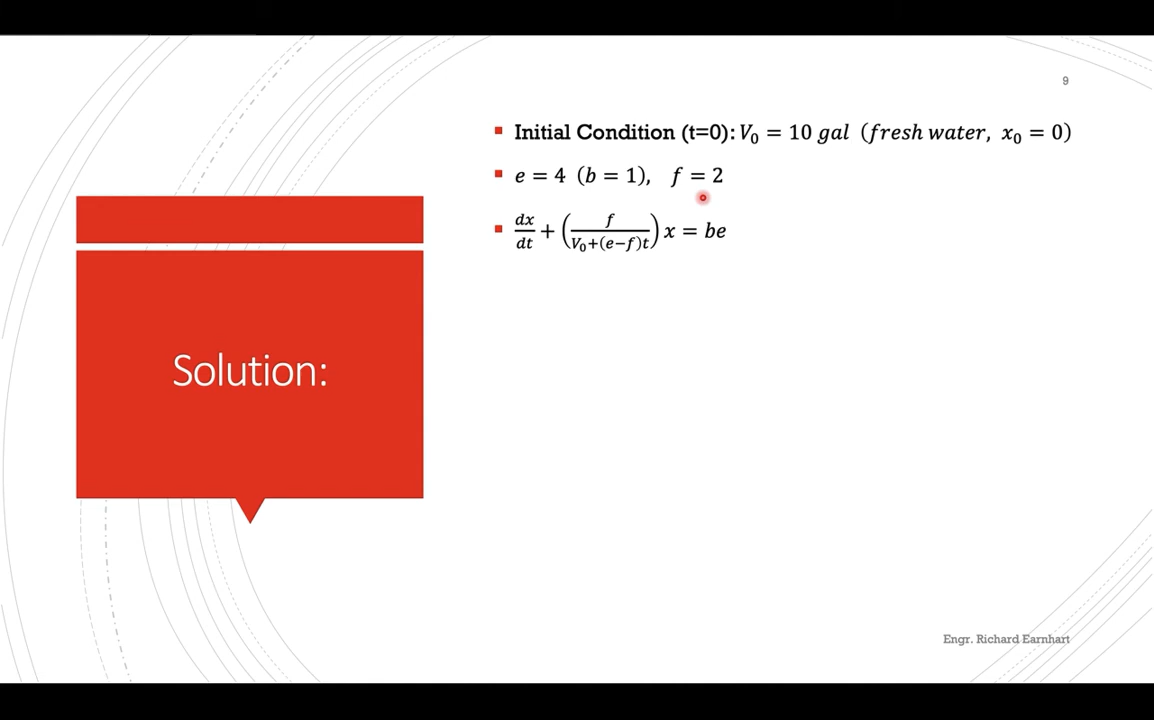 9
Initial Condition (t=0): V₀ = 10 gal (fresh water, x₀ = 0)
e = 4 (b = 1), f = 2
dx/dt + (f/(V₀+(e−f)t)) x = be
Solution:
Engr. Richard Earnhart